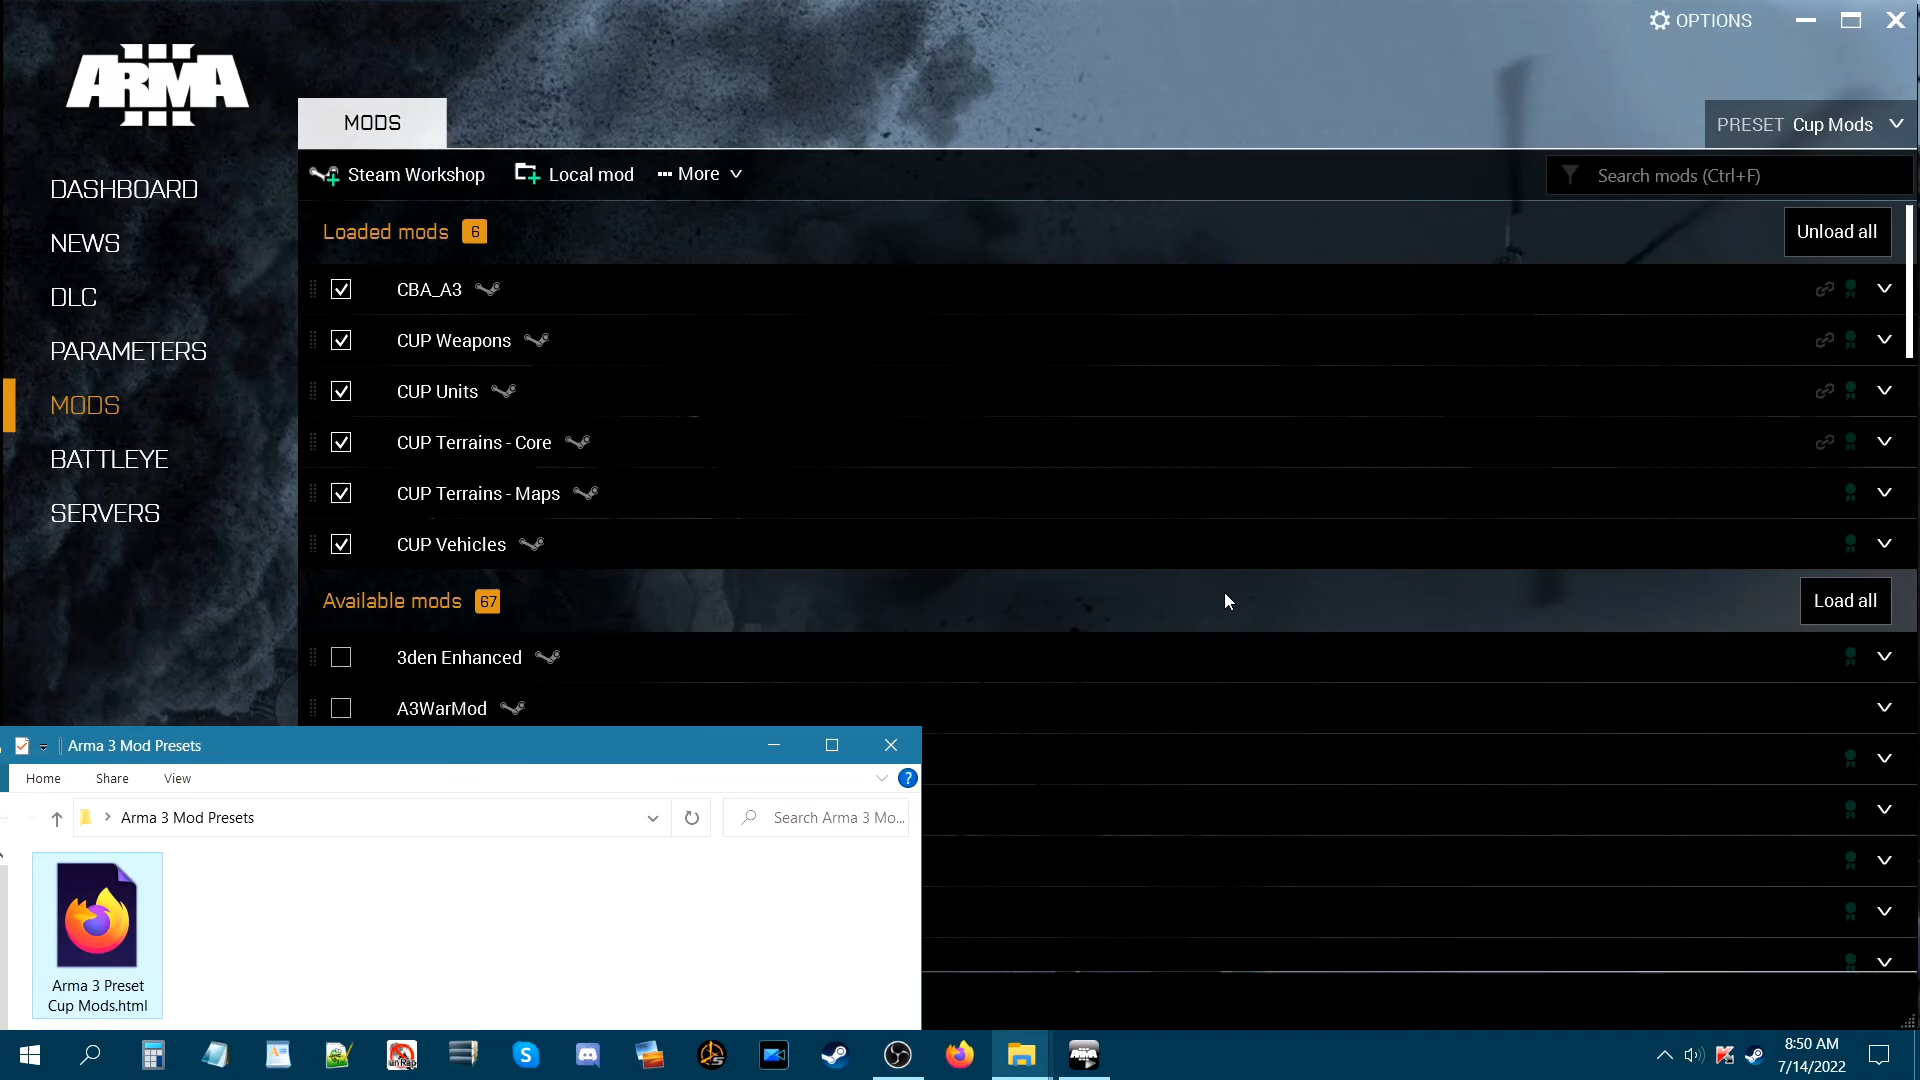 OPTIONS
ARMA III
MODS
PRESET Cup Mods
Steam Workshop
Local mod
More
Search mods (Ctrl+F)
DASHBOARD
NEWS
DLC
PARAMETERS
MODS
BATTLEYE
SERVERS
Loaded mods 6
Unload all
CBA_A3
CUP Weapons
CUP Units
CUP Terrains - Core
CUP Terrains - Maps
CUP Vehicles
Available mods 67
Load all
3den Enhanced
A3WarMod
Arma 3 Mod Presets
Home
Share
View
?
Arma 3 Mod Presets
Search Arma 3 Mo...
Arma 3 Preset
Cup Mods.html
unRap
ARMA
8:50 AM
7/14/2022